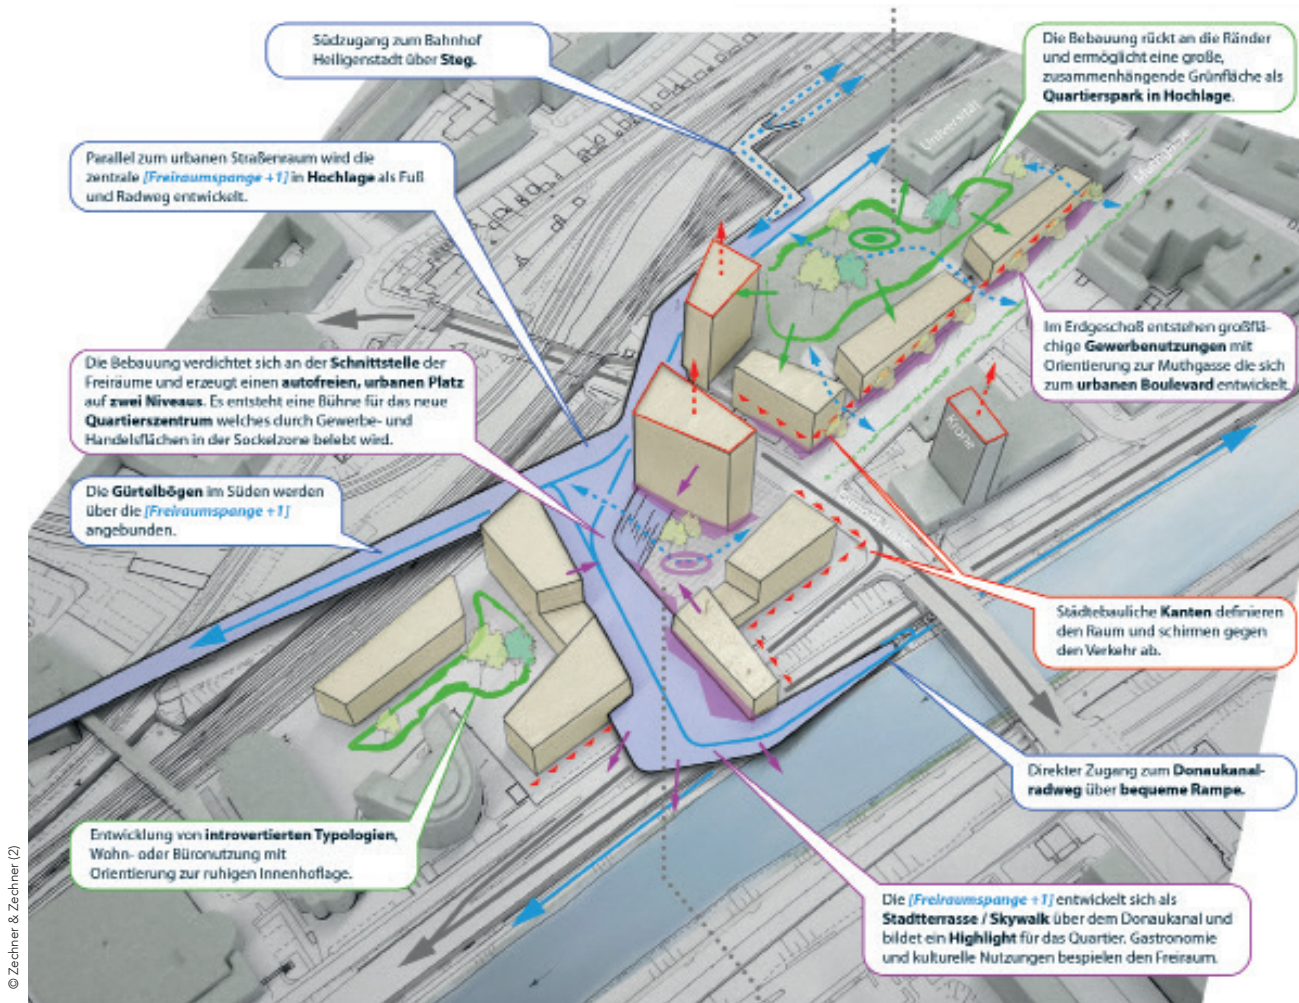 Südzugang zum Bahnhof
Heiligenstadt über Steg.
Die Bebauung rückt an die Ränder
und ermöglicht eine große,
zusammenhängende Grünfläche als
Quartierspark in Hochlage.
Universität
Muthgasse
Parallel zum urbanen Straßenraum wird die
zentrale [Freiraumspange +1] in Hochlage als Fuß
und Radweg entwickelt.
Im Erdgeschoß entstehen großflä-
chige Gewerbenutzungen mit
Orientierung zur Muthgasse die sich
zum urbanen Boulevard entwickelt.
Die Bebauung verdichtet sich an der Schnittstelle der
Freiräume und erzeugt einen autofreien, urbanen Platz
auf zwei Niveaus. Es entsteht eine Bühne für das neue
Quartierszentrum welches durch Gewerbe- und
Handelsflächen in der Sockelzone belebt wird.
Krone
Die Gürtelbögen im Süden werden
über die [Freiraumspange +1]
angebunden.
Städtebauliche Kanten definieren
den Raum und schirmen gegen
den Verkehr ab.
Direkter Zugang zum Donaukanal-
radweg über bequeme Rampe.
Entwicklung von introvertierten Typologien,
Wohn- oder Büronutzung mit
Orientierung zur ruhigen Innenhoflage.
Die [Freiraumspange +1] entwickelt sich als
Stadtterrasse / Skywalk über dem Donaukanal und
bildet ein Highlight für das Quartier. Gastronomie
und kulturelle Nutzungen bespielen den Freiraum.
© Zechner & Zechner (2)